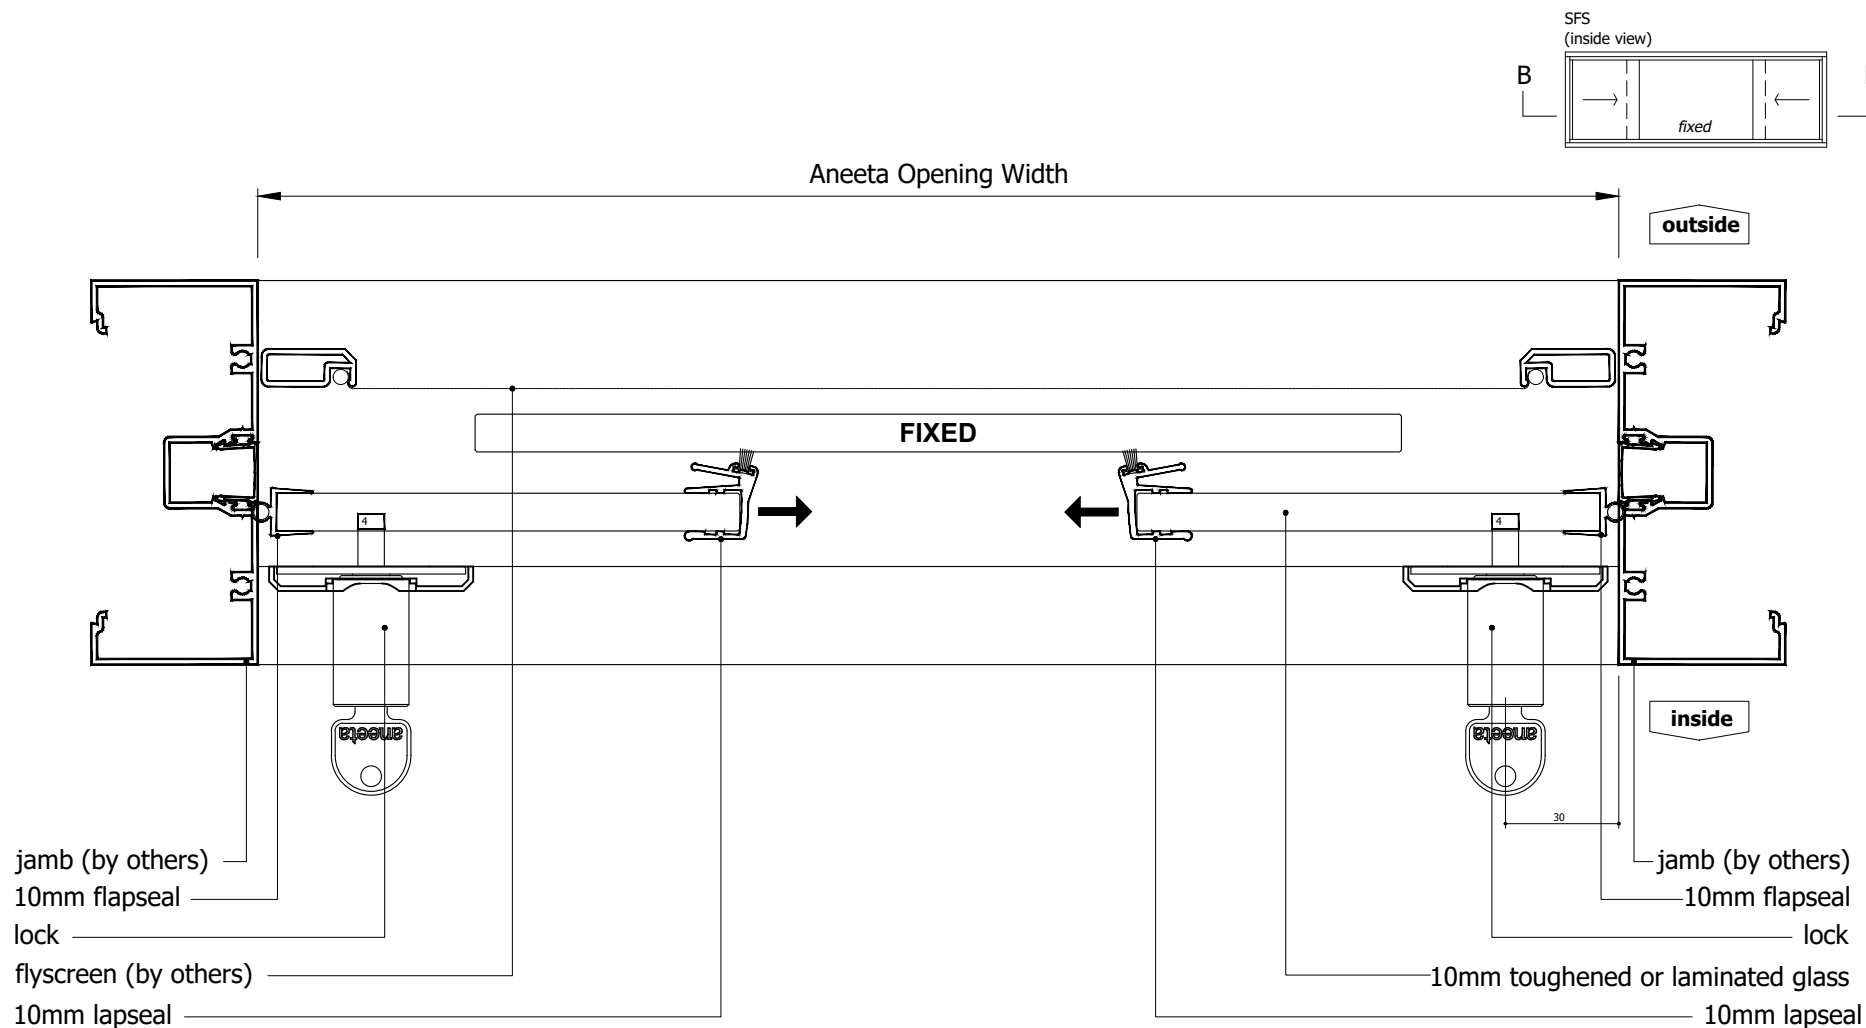 SFS
(inside view)
B
fixed
Aneeta Opening Width
outside
FIXED
4
4
inside
aneeta
aneeta
30
jamb (by others)
jamb (by others)
10mm flapseal
10mm flapseal
lock
lock
flyscreen (by others)
10mm toughened or laminated glass
10mm lapseal
10mm lapseal